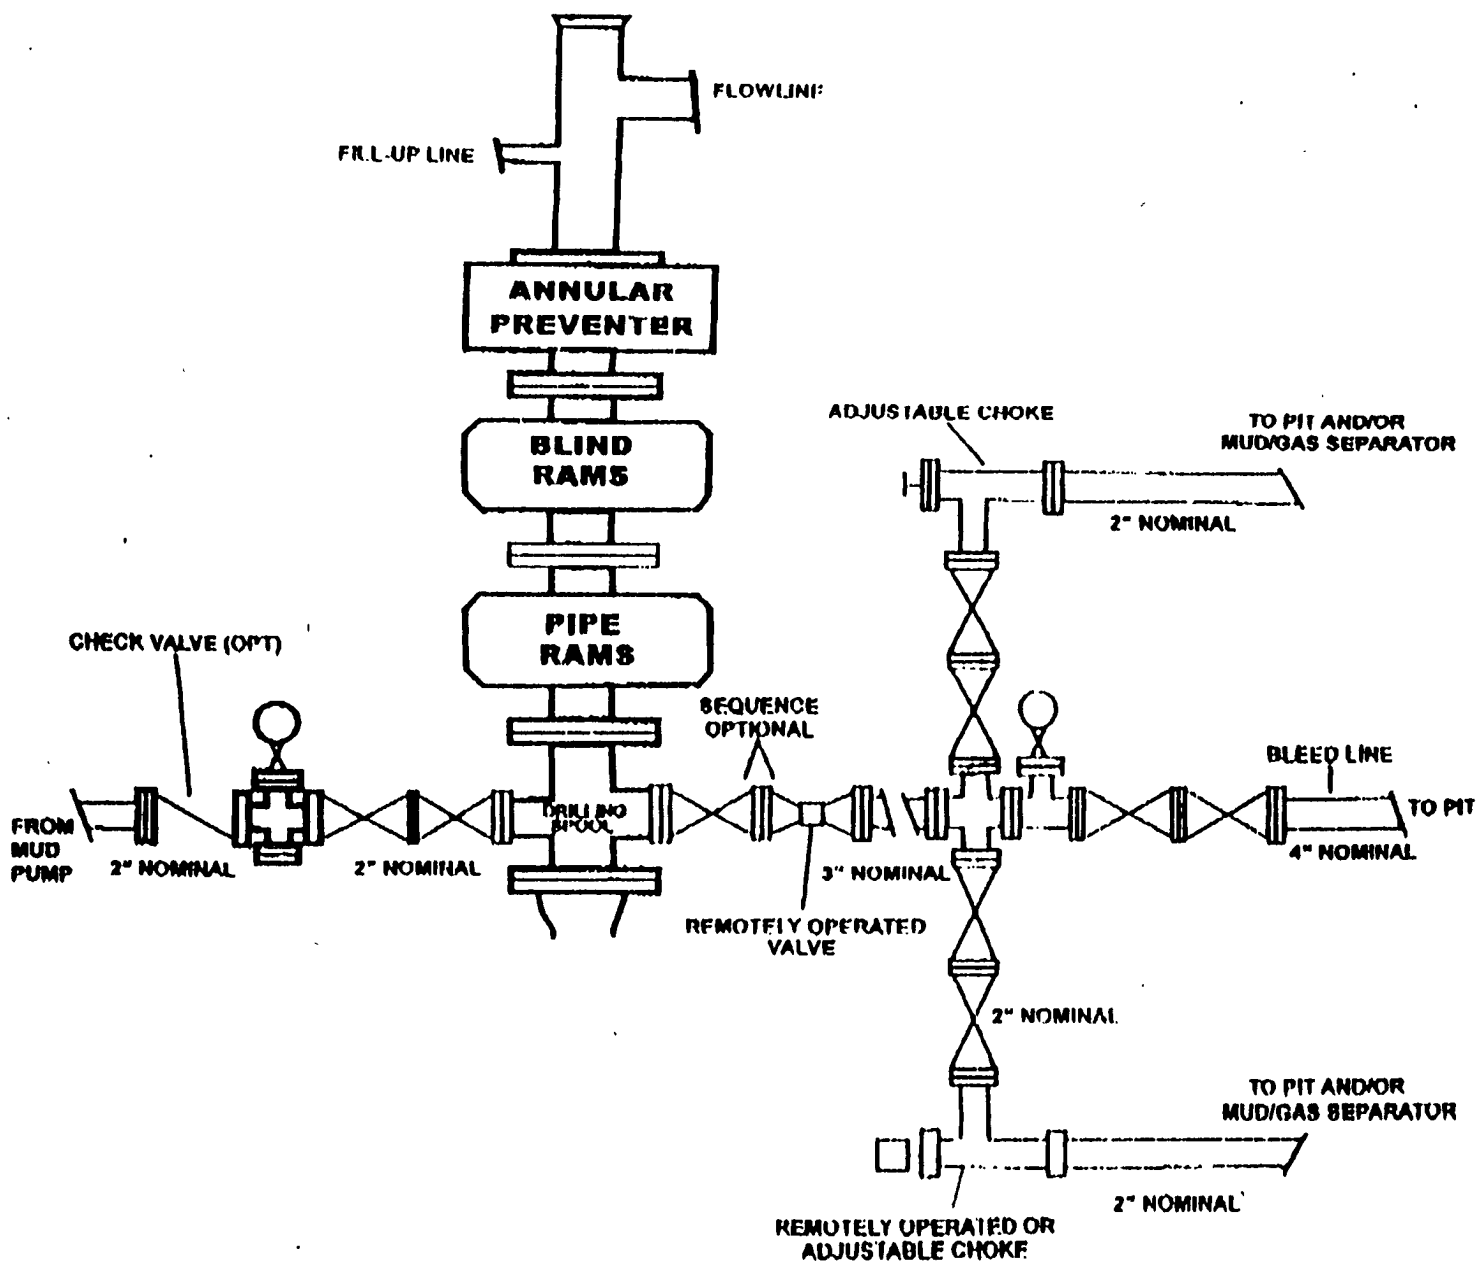 FLOWLINE
FILL-UP LINE
ANNULAR
PREVENTER
BLIND
RAMS
PIPE
RAMS
ADJUSTABLE CHOKE
TO PIT AND/OR
MUD/GAS SEPARATOR
2" NOMINAL
CHECK VALVE (OPT)
SEQUENCE
OPTIONAL
BLEED LINE
TO PIT
4" NOMINAL
DRILLING
SPOOL
FROM
MUD
PUMP
2" NOMINAL
2" NOMINAL
3" NOMINAL
REMOTELY OPERATED
VALVE
2" NOMINAL
TO PIT AND/OR
MUD/GAS SEPARATOR
2" NOMINAL
REMOTELY OPERATED OR
ADJUSTABLE CHOKE